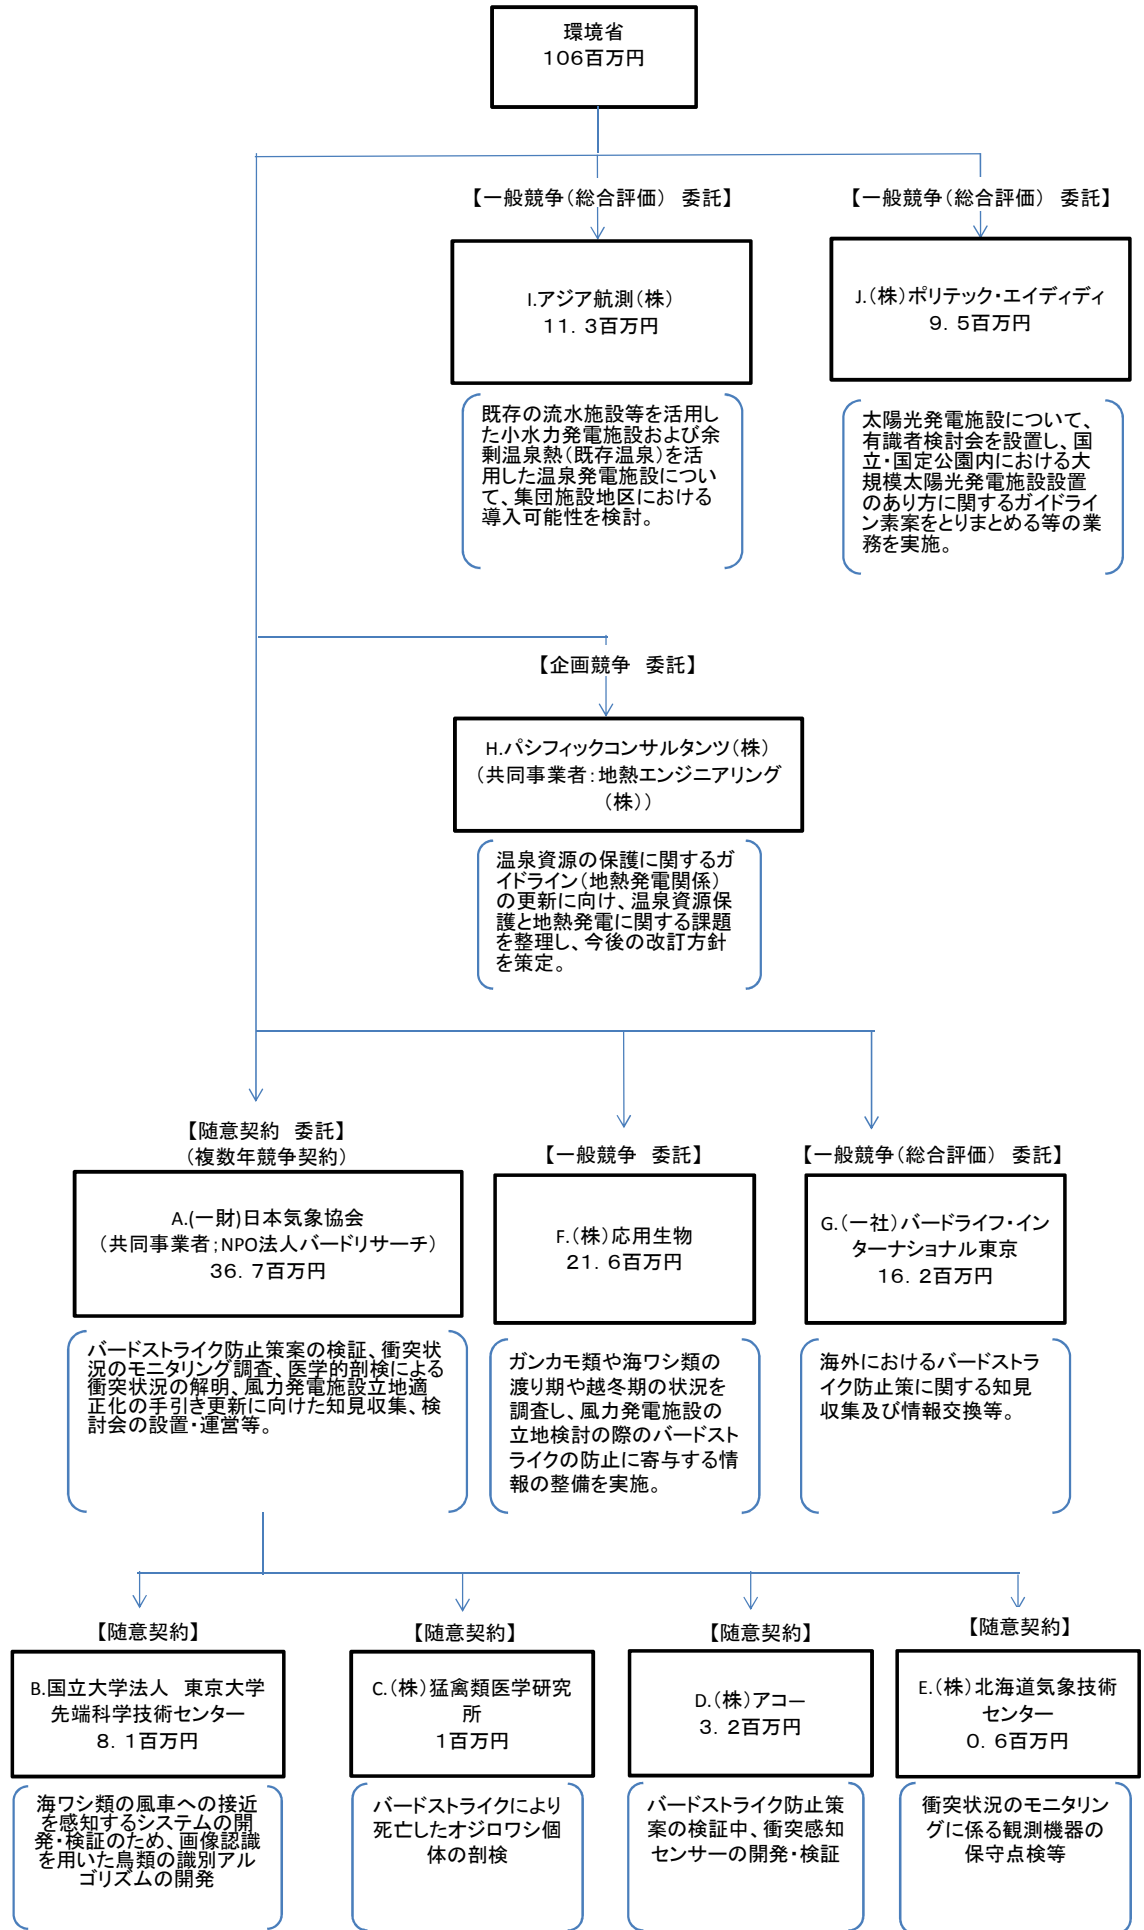 環境省
106百万円
【一般競争（総合評価） 委託】
I.アジア航測（株）
11．3百万円
既存の流水施設等を活用し
た小水力発電施設および余
剰温泉熱（既存温泉）を活
用した温泉発電施設につい
て、集団施設地区における
導入可能性を検討。
【一般競争（総合評価） 委託】
J.（株）ポリテック・エイディディ
9．5百万円
太陽光発電施設について、
有識者検討会を設置し、国
立・国定公園内における大
規模太陽光発電施設設置
のあり方に関するガイドライ
ン素案をとりまとめる等の業
務を実施。
【企画競争 委託】
H.パシフィックコンサルタンツ（株）
（共同事業者：地熱エンジニアリング
（株））
温泉資源の保護に関するガ
イドライン（地熱発電関係）
の更新に向け、温泉資源保
護と地熱発電に関する課題
を整理し、今後の改訂方針
を策定。
【随意契約 委託】
（複数年競争契約）
A.(一財)日本気象協会
（共同事業者；NPO法人バードリサーチ）
36．7百万円
バードストライク防止策案の検証、衝突状
況のモニタリング調査、医学的剖検による
衝突状況の解明、風力発電施設立地適
正化の手引き更新に向けた知見収集、検
討会の設置・運営等。
【一般競争 委託】
F.（株）応用生物
21．6百万円
ガンカモ類や海ワシ類の
渡り期や越冬期の状況を
調査し、風力発電施設の
立地検討の際のバードスト
ライクの防止に寄与する情
報の整備を実施。
【一般競争（総合評価） 委託】
G.（一社）バードライフ・イン
ターナショナル東京
16．2百万円
海外におけるバードストラ
イク防止策に関する知見
収集及び情報交換等。
【随意契約】
B.国立大学法人 東京大学
先端科学技術センター
8．1百万円
海ワシ類の風車への接近
を感知するシステムの開
発・検証のため、画像認識
を用いた鳥類の識別アル
ゴリズムの開発
【随意契約】
C.（株）猛禽類医学研究
所
1百万円
バードストライクにより
死亡したオジロワシ個
体の剖検
【随意契約】
D.（株）アコー
3．2百万円
バードストライク防止策
案の検証中、衝突感知
センサーの開発・検証
【随意契約】
E.（株）北海道気象技術
センター
0．6百万円
衝突状況のモニタリン
グに係る観測機器の
保守点検等